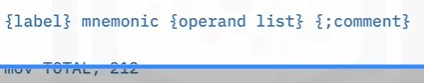 {label} mnemonic {operand list} {;comment}
mov TOTAL, 212